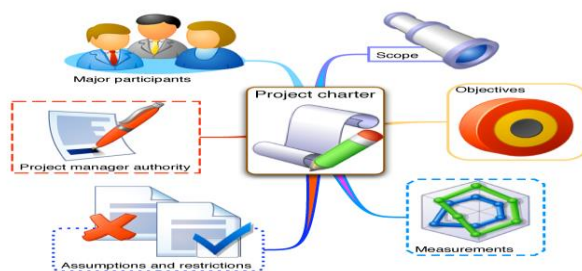 Major participants
Scope
Project charter
Objectives
Project manager authority
Assumptions and restrictions
Measurements